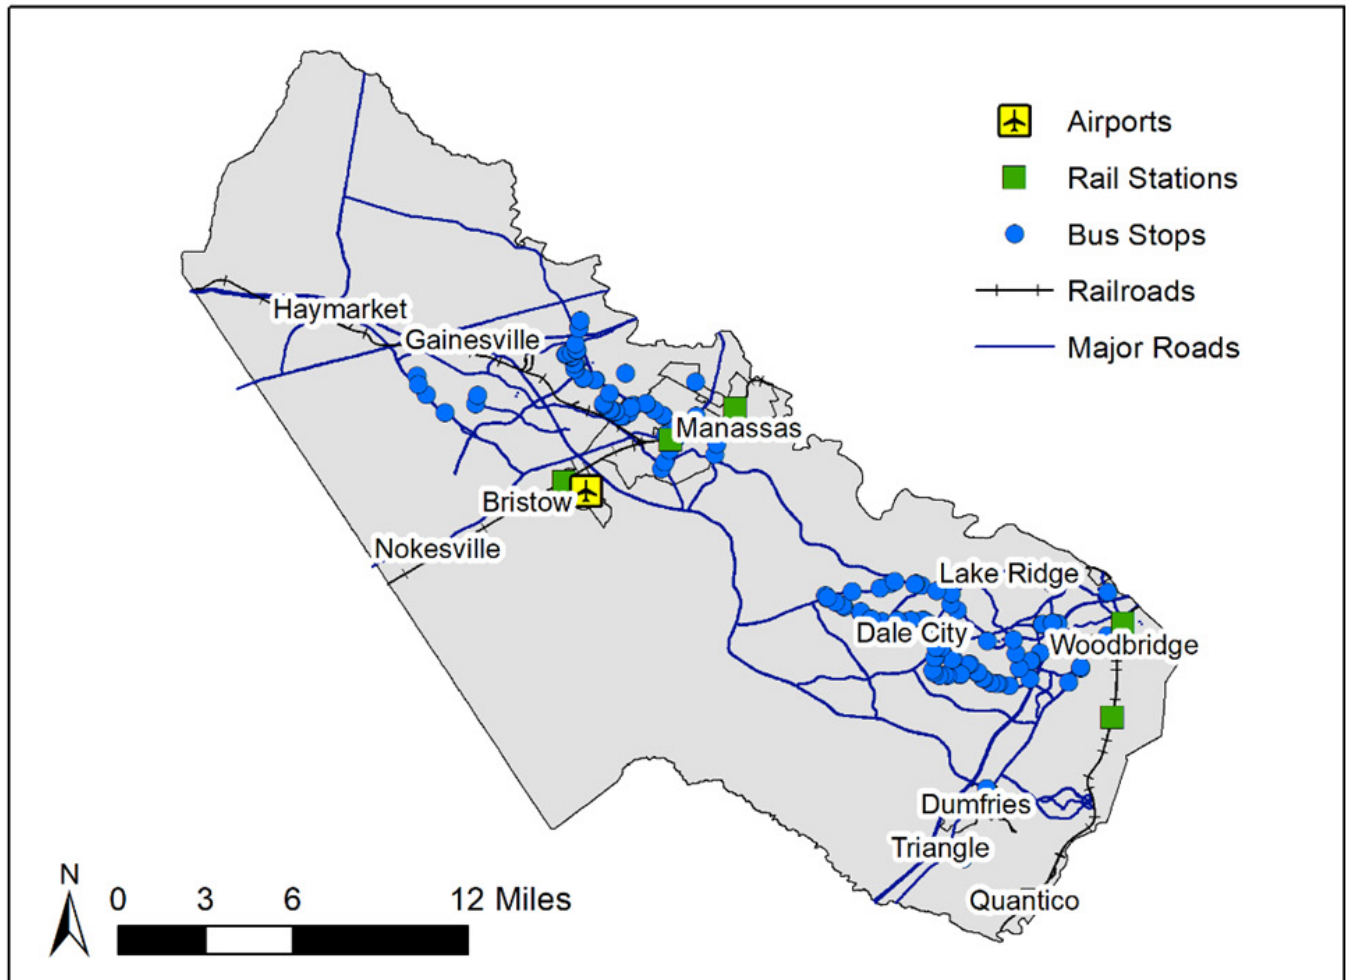 Airports
Rail Stations
Bus Stops
Railroads
Major Roads
Haymarket
Gainesville
Manassas
Bristow
Nokesville
Lake Ridge
Dale City
Woodbridge
Dumfries
Triangle
Quantico
N
0 3 6 12 Miles